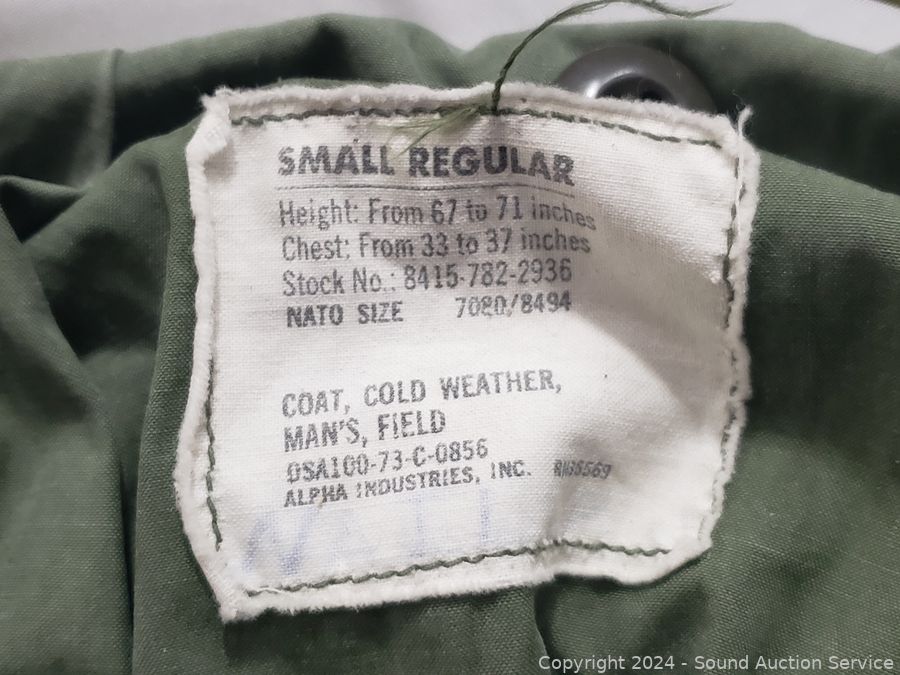 SMALL REGULAR
Height: From 67 to 71 inches
Chest: From 33 to 37 inches
Stock No.: 8415-782-2936
NATO SIZE 7080/8494
COAT, COLD WEATHER,
MAN'S, FIELD
DSA100-73-C-0856
ALPHA INDUSTRIES, INC.
Copyright 2024 - Sound Auction Service